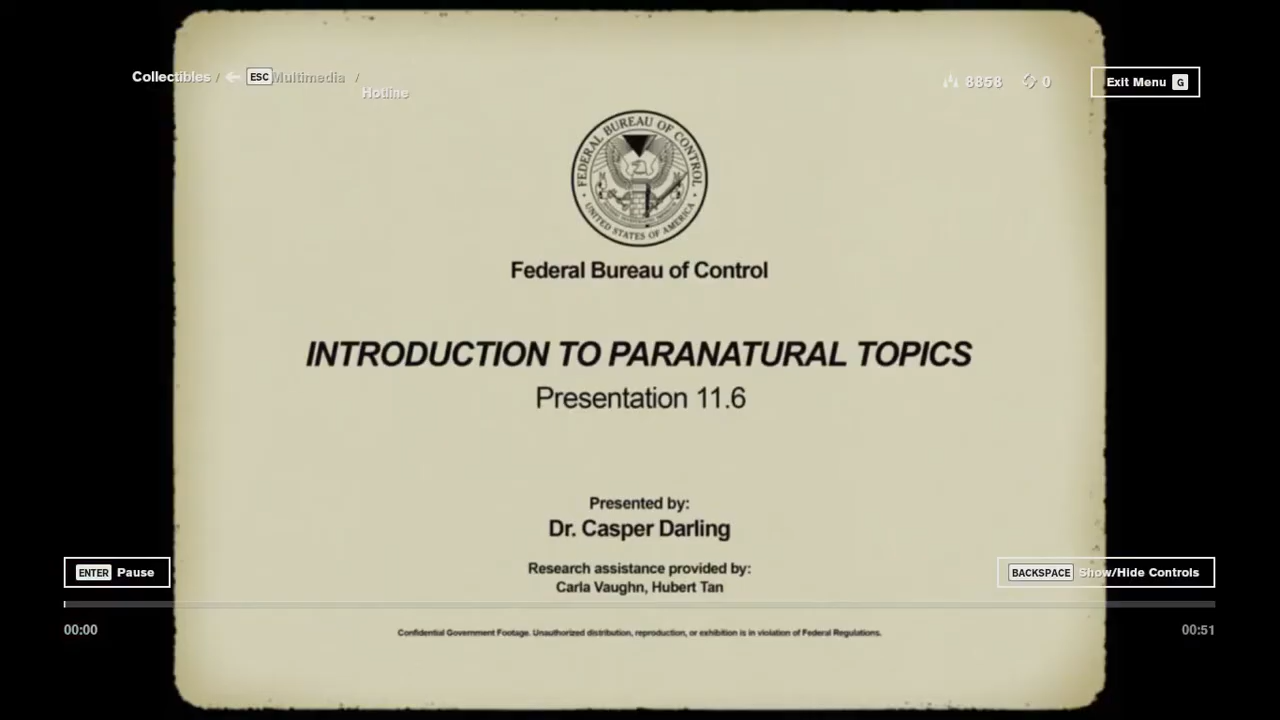 Collectibles / ESC Multimedia /
Hotline
8858 0
Exit Menu G
FEDERAL BUREAU OF CONTROL
UNITED STATES OF AMERICA
Federal Bureau of Control
INTRODUCTION TO PARANATURAL TOPICS
Presentation 11.6
Presented by:
Dr. Casper Darling
Research assistance provided by:
Carla Vaughn, Hubert Tan
ENTER Pause
BACKSPACE Show/Hide Controls
00:00
00:51
Confidential Government Footage. Unauthorized distribution, reproduction, or exhibition is in violation of Federal Regulations.